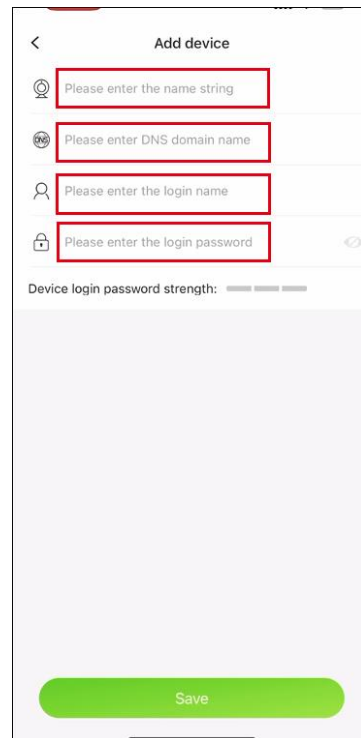 Add device
Please enter the name string
DNS
Please enter DNS domain name
Please enter the login name
Please enter the login password
Device login password strength:
Save